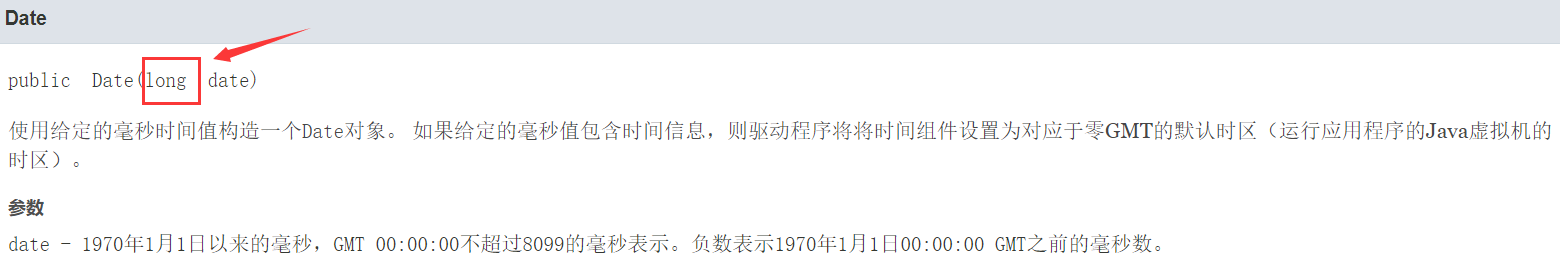 Date
public Date(long date)
使用给定的毫秒时间值构造一个Date对象。 如果给定的毫秒值包含时间信息，则驱动程序将将时间组件设置为对应于零GMT的默认时区（运行应用程序的Java虚拟机的
时区）。
参数
date - 1970年1月1日以来的毫秒，GMT 00:00:00不超过8099的毫秒表示。负数表示1970年1月1日00:00:00 GMT之前的毫秒数。